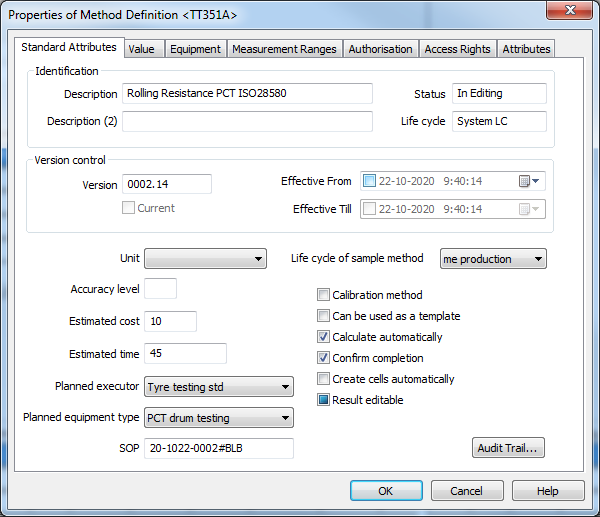 Properties of Method Definition <TT351A>
Standard Attributes Value Equipment Measurement Ranges Authorisation Access Rights Attributes
Identification
Description Rolling Resistance PCT ISO28580 Status In Editing
Description (2) Life cycle System LC
Version control
Version 0002.14 Effective From 22-10-2020 9:40:14
Current Effective Till 22-10-2020 9:40:14
Unit Life cycle of sample method me production
Accuracy level Calibration method
Can be used as a template
Estimated cost 10 Calculate automatically
Estimated time 45 Confirm completion
Create cells automatically
Planned executor Tyre testing std Result editable
Planned equipment type PCT drum testing
SOP 20-1022-0002#BLB Audit Trail...
OK Cancel Help